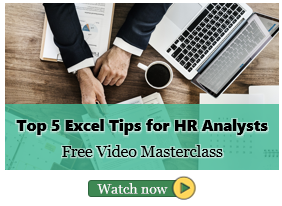 Top 5 Excel Tips for HR Analysts
Free Video Masterclass
Watch now